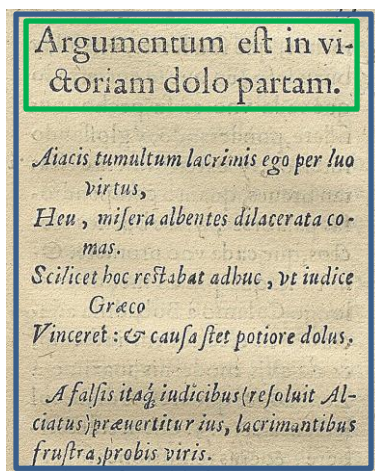 Argumentum eſt in vi-
ctoriam dolo partam.
Aiacis tumultum lacrimis ego per luo
virtus,
Heu, miſera albentes dilacerata co-
mas.
Scilicet hoc reſtabat adhuc, vt iudice
Græco
Vinceret: & cauſa ſtet potiore dolus,
A falſis itaq́; iudicibus (reſoluit Al-
ciatus) præuertitur ius, lacrimantibus
fruſtra, probis viris.